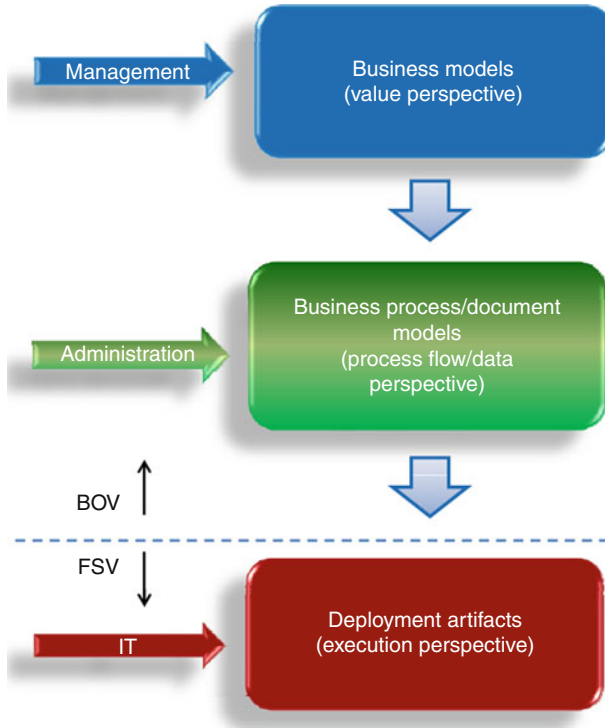 Management
Business models
(value perspective)
Business process/document
models
(process flow/data
perspective)
Administration
BOV
FSV
Deployment artifacts
(execution perspective)
IT